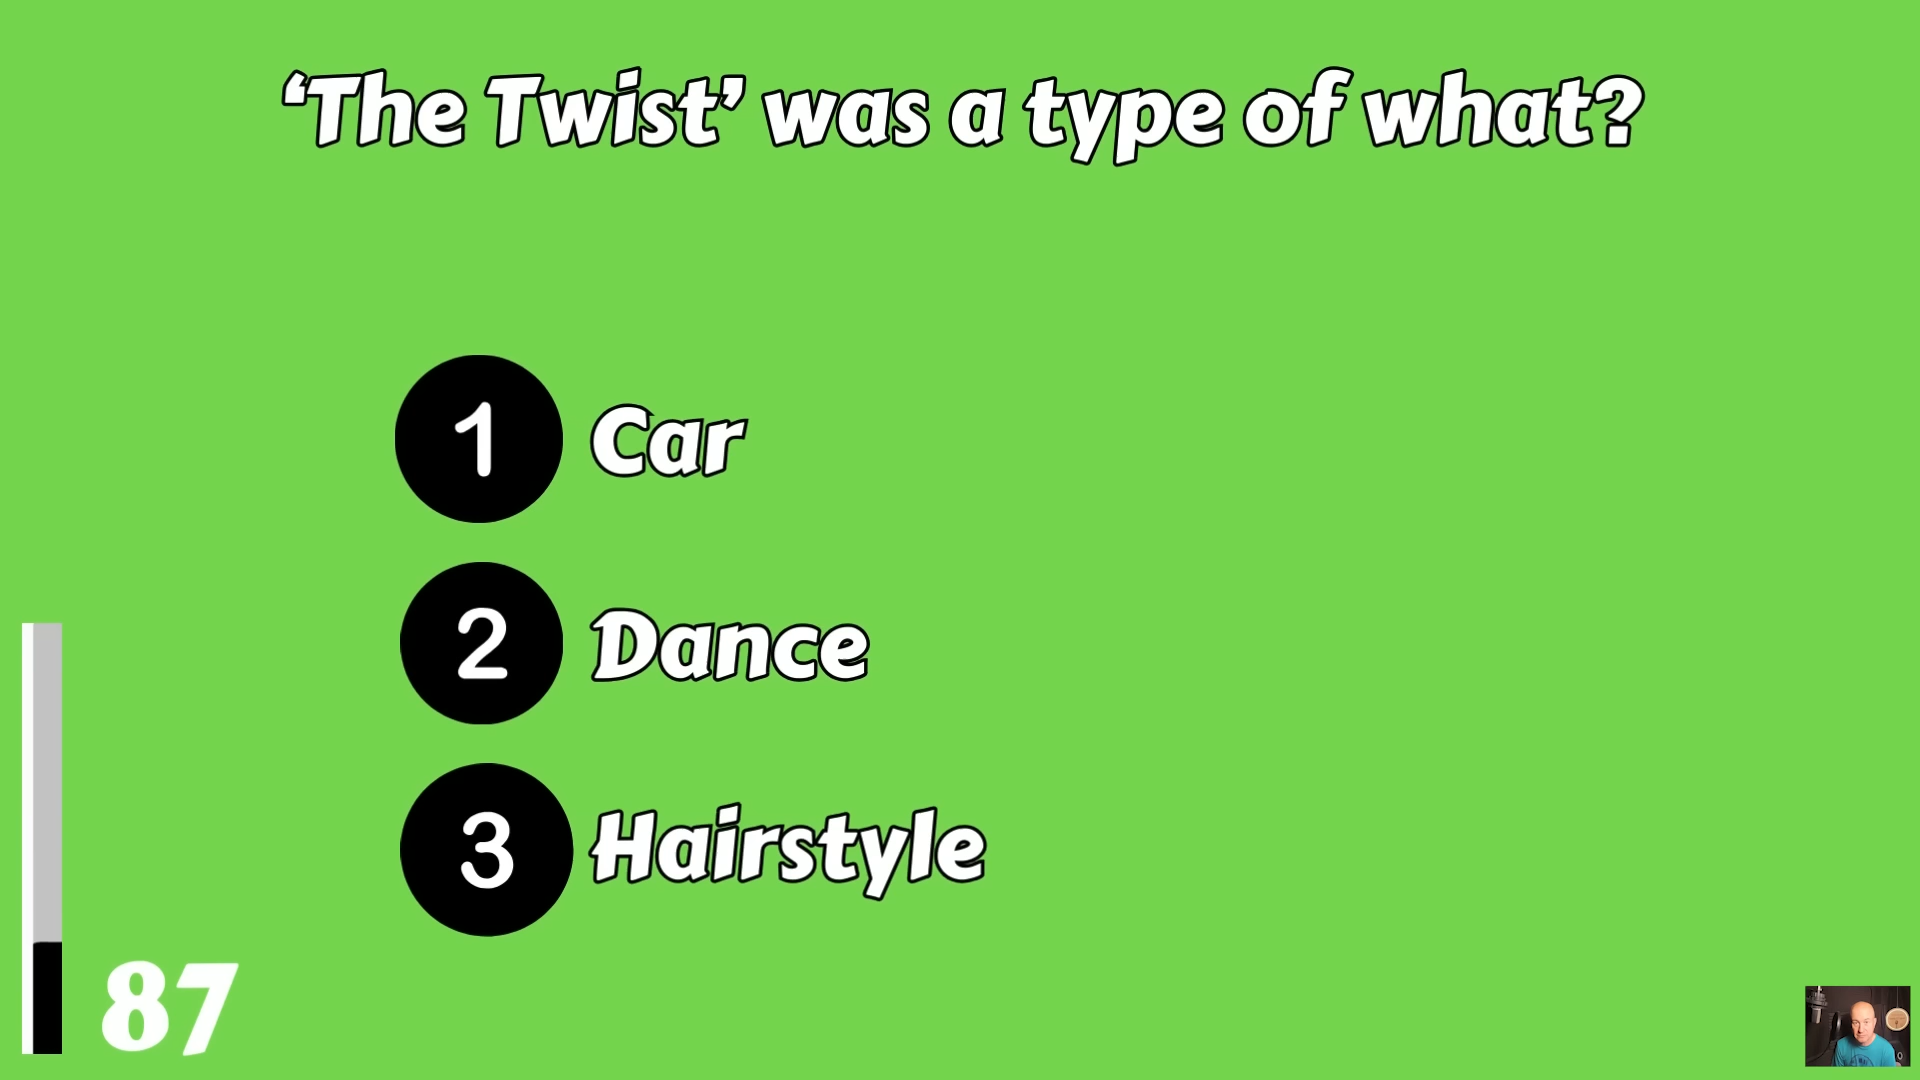 ‘The Twist’ was a type of what?
1 Car
2 Dance
3 Hairstyle
87